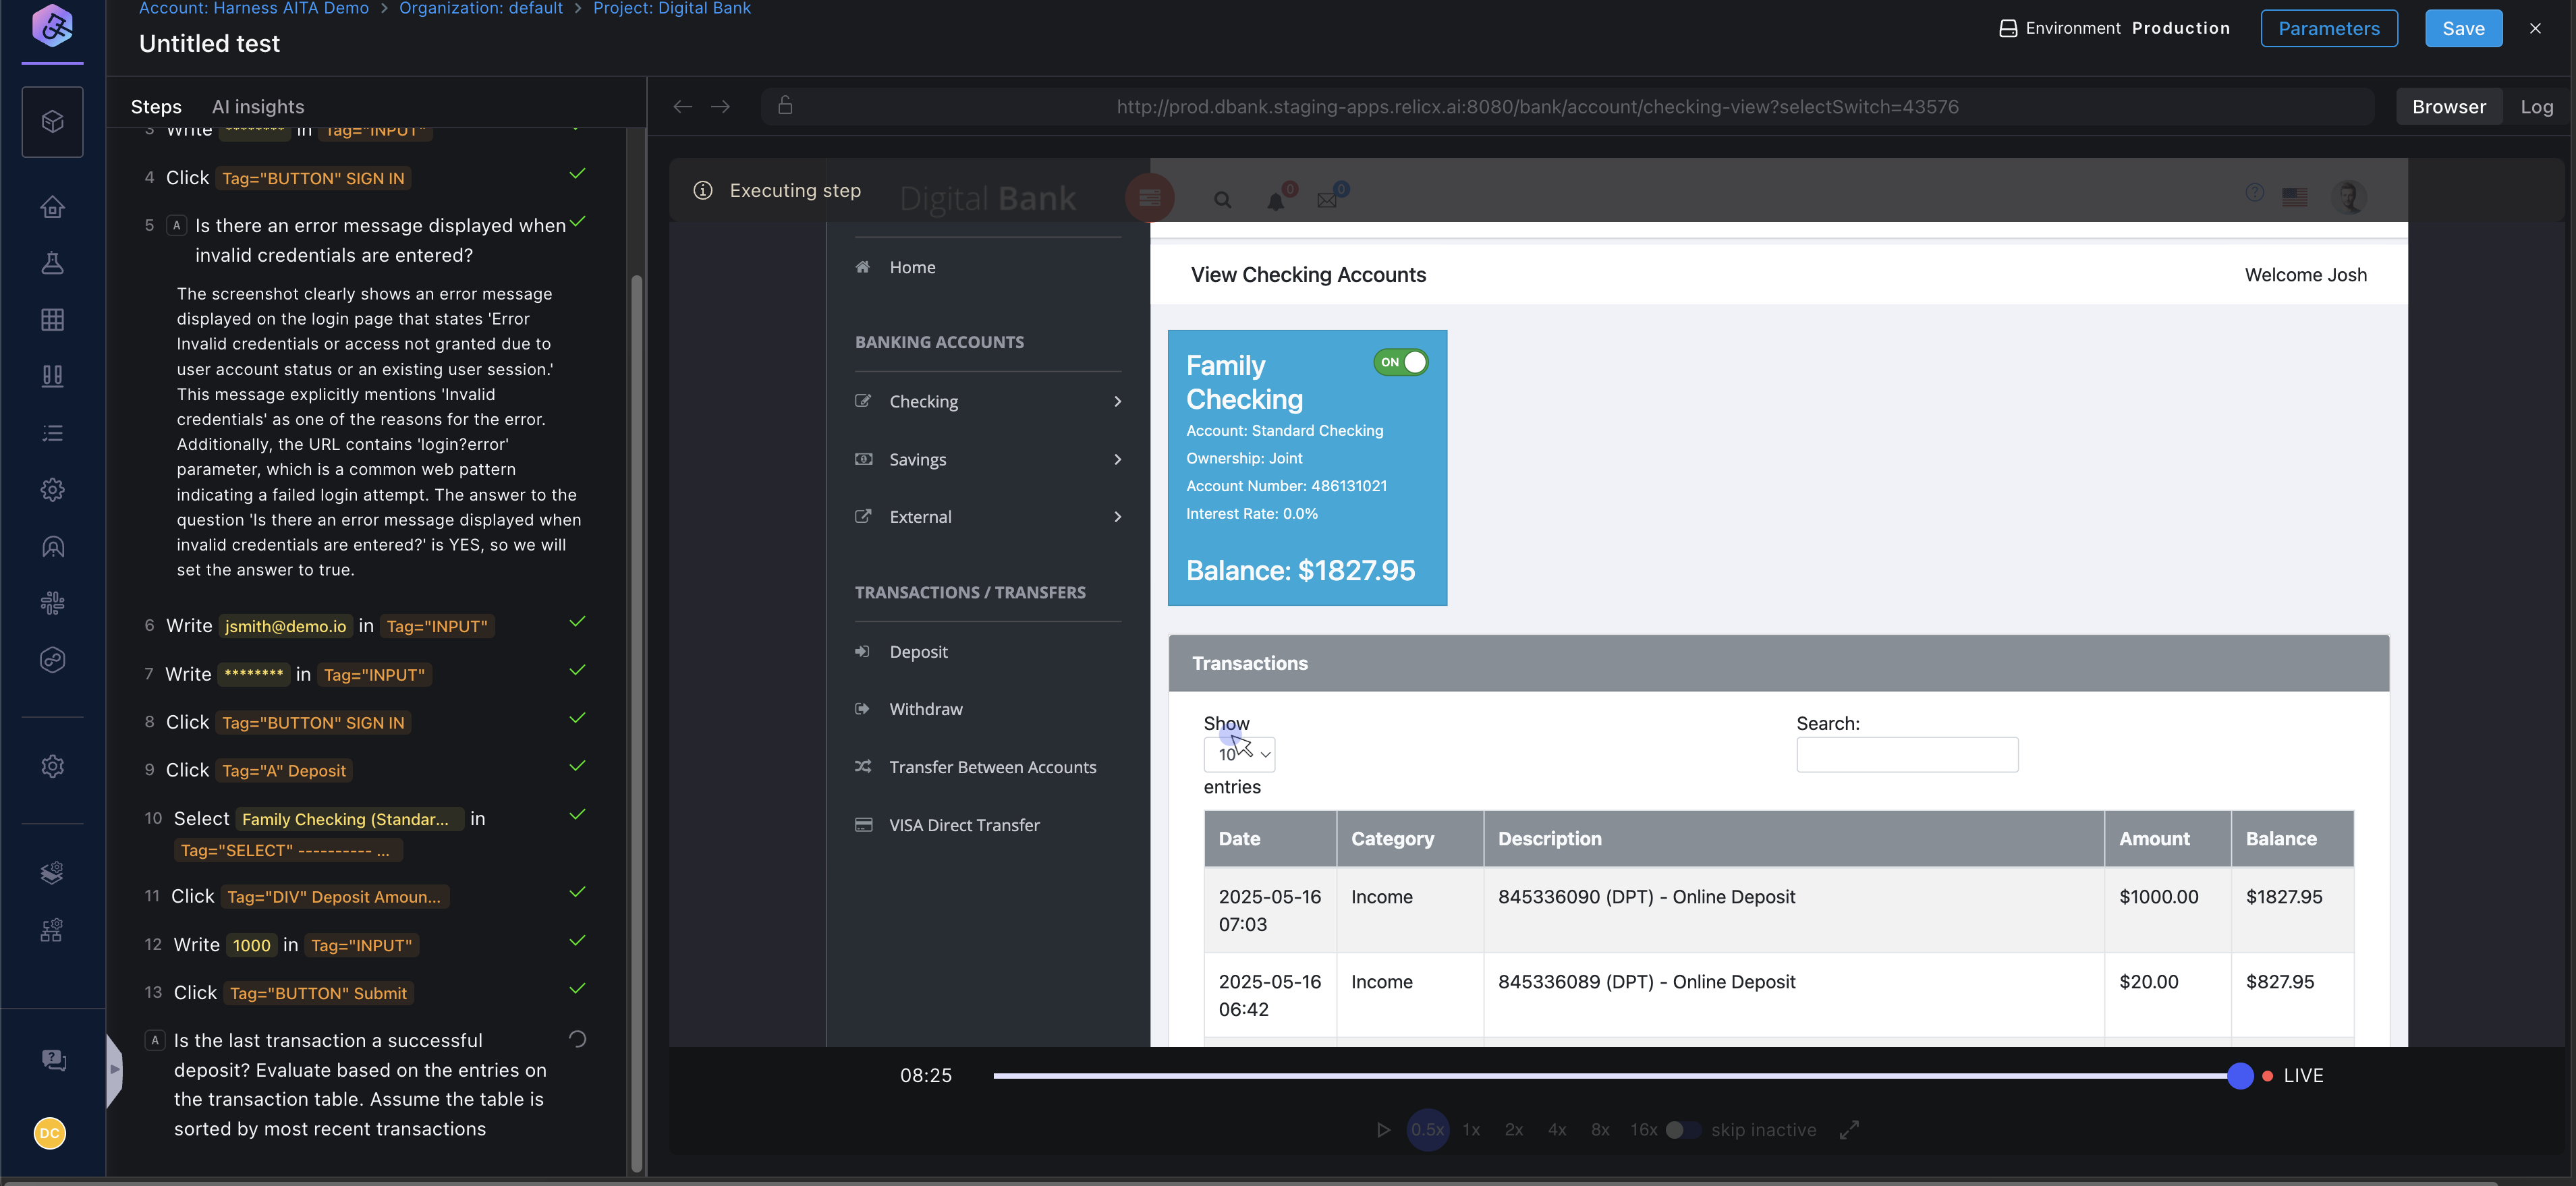 Account: Harness AITA Demo > Organization: default > Project: Digital Bank
Untitled test
Environment Production
Parameters
Save
Steps
AI insights
3 Write ******** in Tag="INPUT"
4 Click Tag="BUTTON" SIGN IN
5 A Is there an error message displayed when
invalid credentials are entered?
The screenshot clearly shows an error message
displayed on the login page that states 'Error
Invalid credentials or access not granted due to
user account status or an existing user session.'
This message explicitly mentions 'Invalid
credentials' as one of the reasons for the error.
Additionally, the URL contains 'login?error'
parameter, which is a common web pattern
indicating a failed login attempt. The answer to the
question 'Is there an error message displayed when
invalid credentials are entered?' is YES, so we will
set the answer to true.
6 Write jsmith@demo.io in Tag="INPUT"
7 Write ******** in Tag="INPUT"
8 Click Tag="BUTTON" SIGN IN
9 Click Tag="A" Deposit
10 Select Family Checking (Standar... in
Tag="SELECT" ---------- ...
11 Click Tag="DIV" Deposit Amoun...
12 Write 1000 in Tag="INPUT"
13 Click Tag="BUTTON" Submit
A Is the last transaction a successful
deposit? Evaluate based on the entries on
the transaction table. Assume the table is
sorted by most recent transactions
DC
http://prod.dbank.staging-apps.relicx.ai:8080/bank/account/checking-view?selectSwitch=43576
Browser
Log
Executing step
Digital Bank
0
0
Home
BANKING ACCOUNTS
Checking
Savings
External
TRANSACTIONS / TRANSFERS
Deposit
Withdraw
Transfer Between Accounts
VISA Direct Transfer
View Checking Accounts
Welcome Josh
Family
Checking
ON
Account: Standard Checking
Ownership: Joint
Account Number: 486131021
Interest Rate: 0.0%
Balance: $1827.95
Transactions
Show
10
entries
Search:
Date Category Description Amount Balance
2025-05-16 Income 845336090 (DPT) - Online Deposit $1000.00 $1827.95
07:03
2025-05-16 Income 845336089 (DPT) - Online Deposit $20.00 $827.95
06:42
08:25
LIVE
0.5x 1x 2x 4x 8x 16x skip inactive